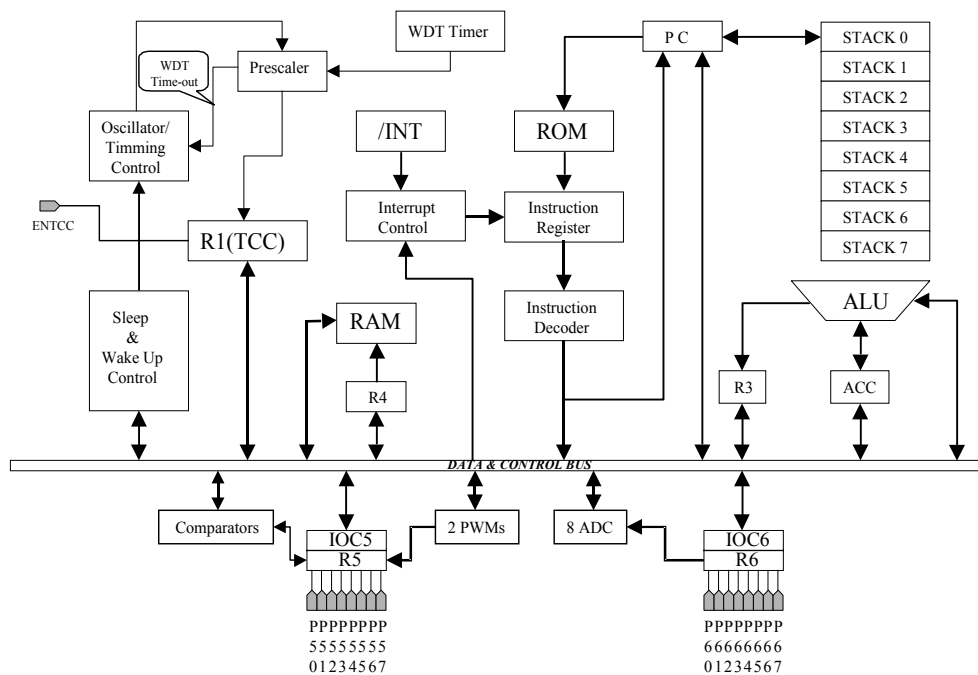 WDT Timer
P C
STACK 0
STACK 1
STACK 2
STACK 3
STACK 4
STACK 5
STACK 6
STACK 7
WDT
Time-out
Prescaler
Oscillator/
Timming
Control
/INT
ROM
ENTCC
R1(TCC)
Interrupt
Control
Instruction
Register
Sleep
&
Wake Up
Control
RAM
R4
Instruction
Decoder
ALU
R3
ACC
DATA & CONTROL BUS
Comparators
IOC5
R5
2 PWMs
8 ADC
IOC6
R6
PPPPPPPP
55555555
01234567
PPPPPPPP
66666666
01234567